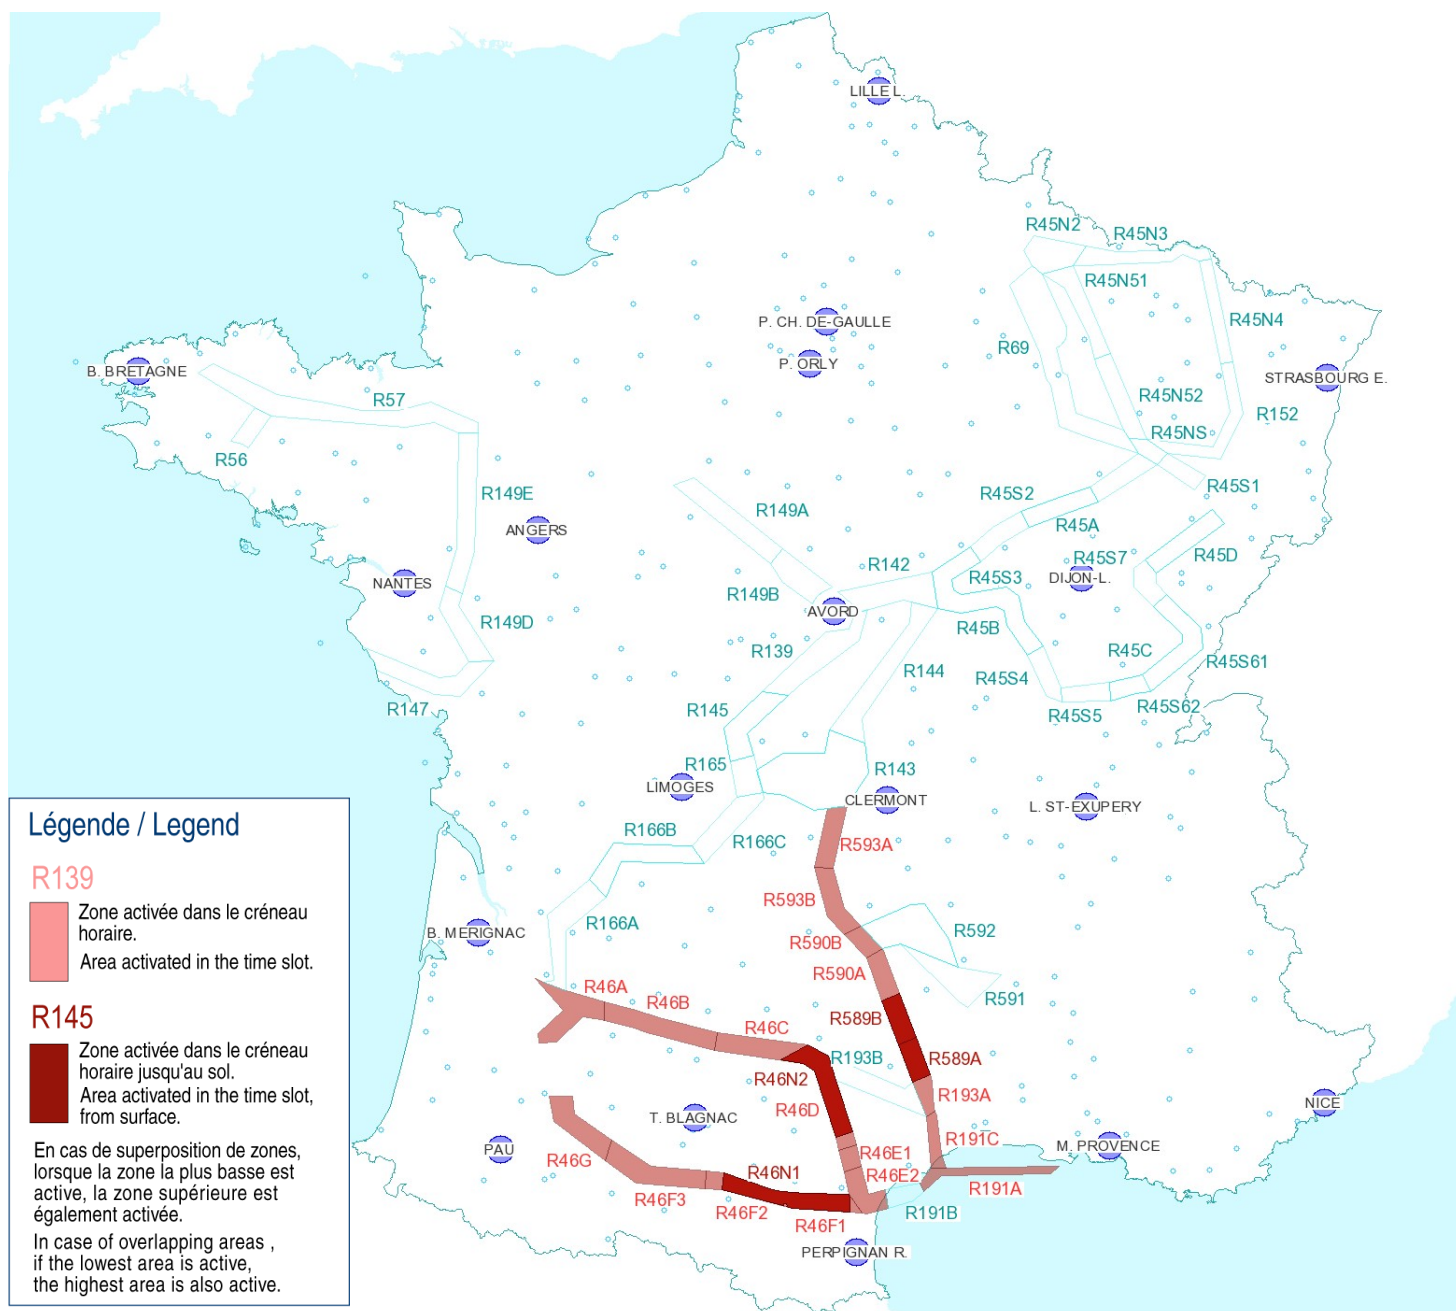 LILLE L.
R45N2
R45N3
R45N51
P. CH. DE-GAULLE
R45N4
R69
P. ORLY
B. BRETAGNE
STRASBOURG E.
R57
R45N52
R152
R45NS
R56
R149E
R45S2
R45S1
R149A
R45A
ANGERS
R45S7
R45D
R142
R45S3
DIJON-L.
NANTES
R149B
AVORD
R149D
R45B
R139
R45C
R45S61
R144
R45S4
R147
R145
R45S5
R45S62
R165
R143
LIMOGES
CLERMONT
L. ST-EXUPERY
R166B
R166C
R593A
R593B
R166A
B. MERIGNAC
R590B
R592
R590A
R46A
R46B
R591
R589B
R46C
R193B
R589A
R46N2
R193A
R46D
T. BLAGNAC
NICE
PAU
R46G
R46E1
R191C
M. PROVENCE
R46N1
R46E2
R46F3
R191A
R46F2
R191B
R46F1
PERPIGNAN R.
Légende / Legend
R139
Zone activée dans le créneau
horaire.
Area activated in the time slot.
R145
Zone activée dans le créneau
horaire jusqu'au sol.
Area activated in the time slot,
from surface.
En cas de superposition de zones,
lorsque la zone la plus basse est
active, la zone supérieure est
également activée.
In case of overlapping areas ,
if the lowest area is active,
the highest area is also active.